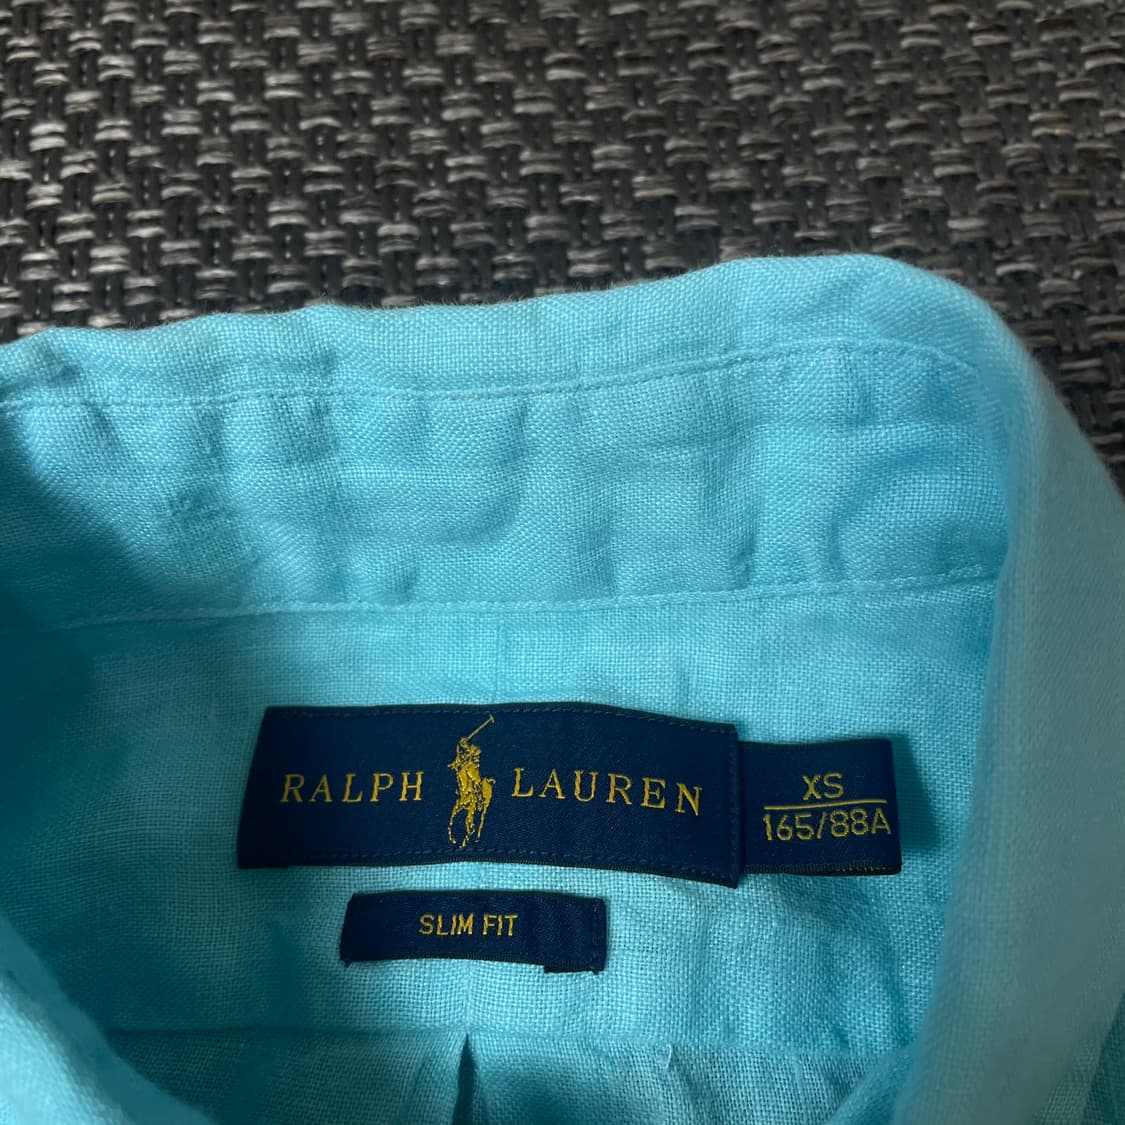 RALPH LAUREN
XS
165/88A
SLIM FIT